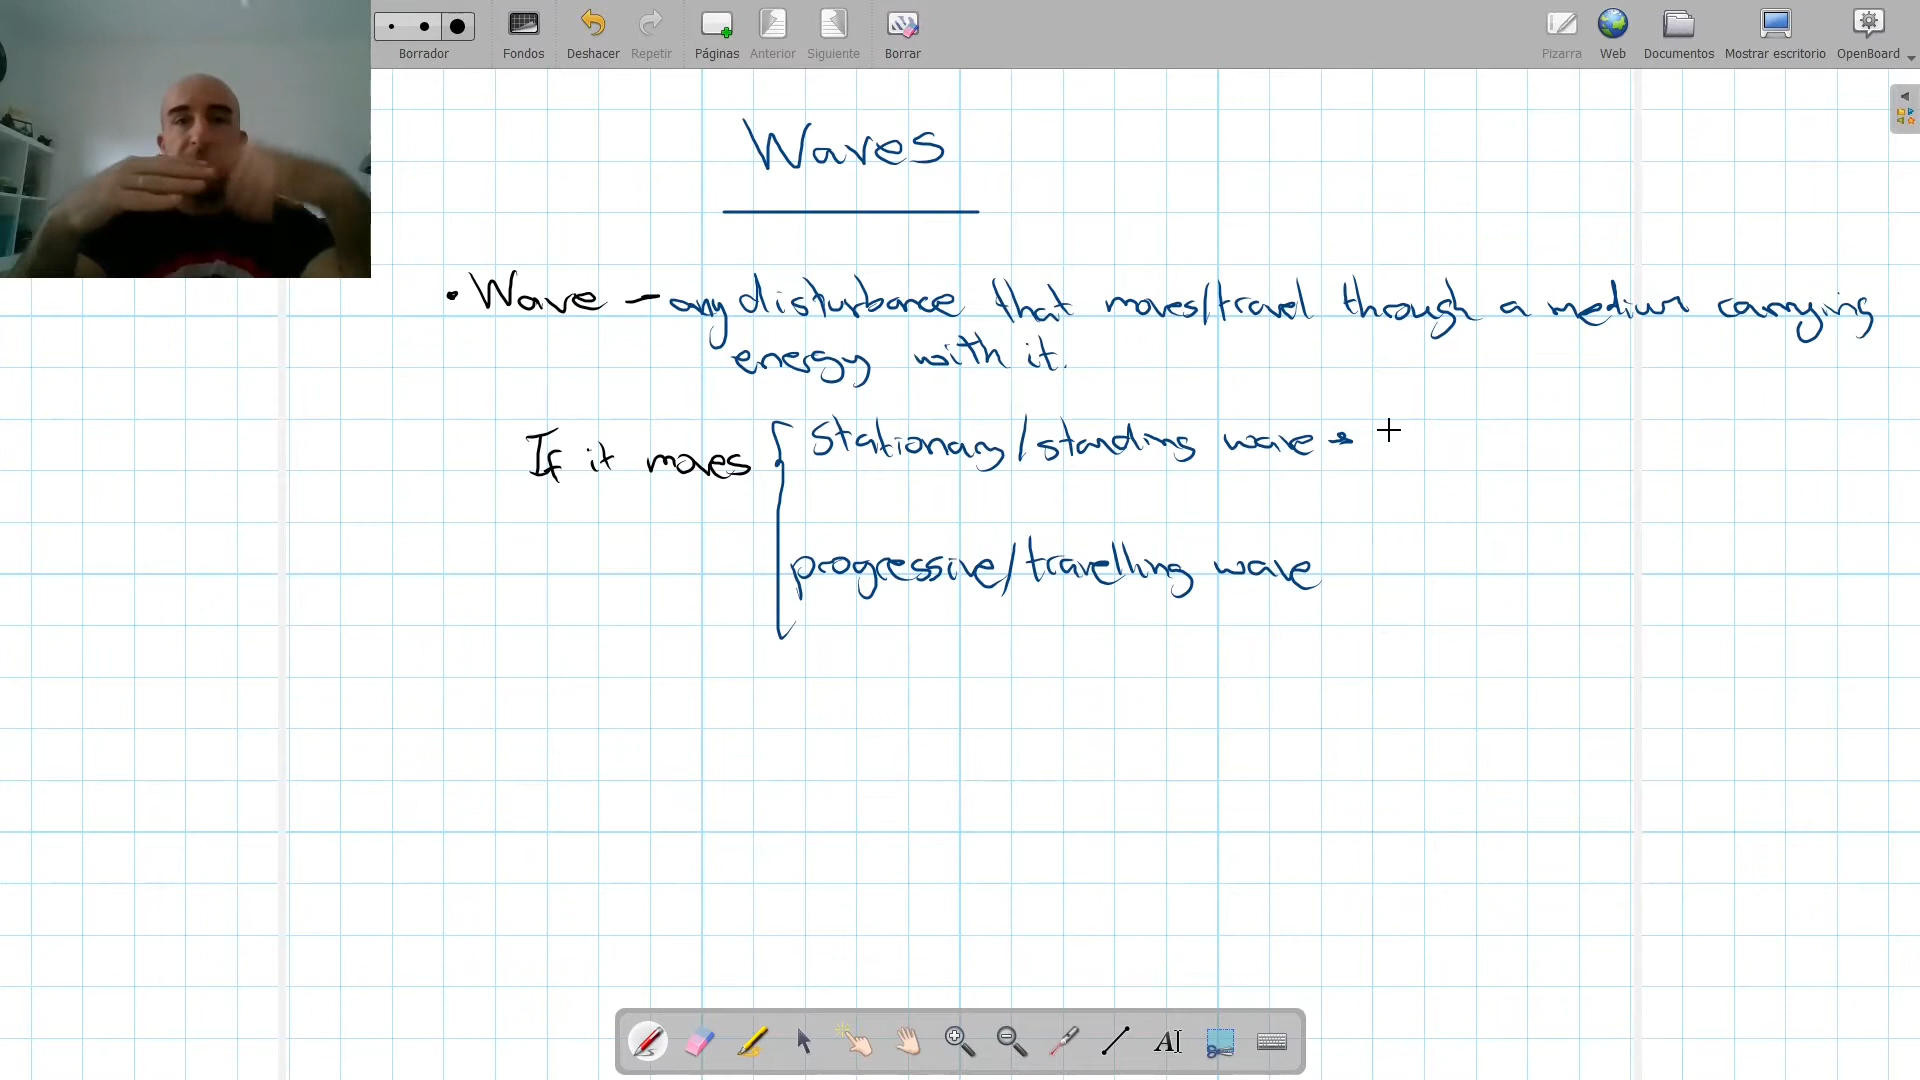 Borrador Fondos Deshacer Repetir Páginas Anterior Siguiente Borrar Pizarra Web Documentos Mostrar escritorio OpenBoard
Waves
• Wave - any disturbance that moves/travel through a medium carrying
energy with it.
Stationary/standing wave
If it moves
progressive/travelling wave